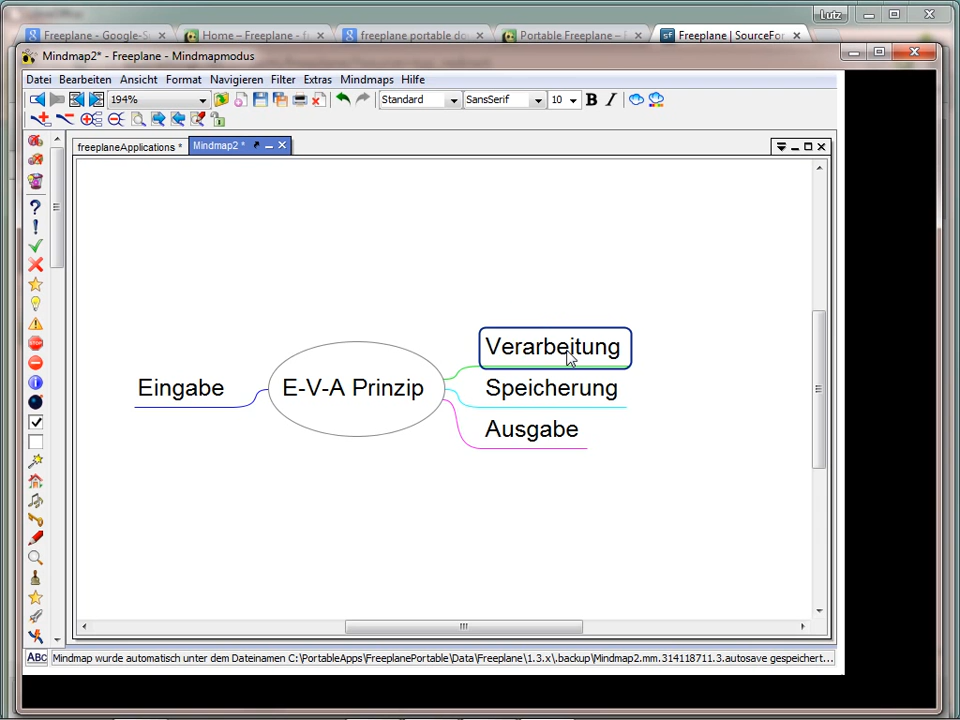 Lutz
Freeplane - Google-S
Home – Freeplane - f
freeplane portable do
Portable Freeplane –
Freeplane | SourceFor
Mindmap2* - Freeplane - Mindmapmodus
Datei Bearbeiten Ansicht Format Navigieren Filter Extras Mindmaps Hilfe
194% Standard SansSerif 10 B I
freeplaneApplications * Mindmap2 *
Verarbeitung
Eingabe E-V-A Prinzip Speicherung
Ausgabe
STOP
ABC Mindmap wurde automatisch unter dem Dateinamen C:\PortableApps\FreeplanePortable\Data\Freeplane\1.3.x\.backup\Mindmap2.mm.314118711.3.autosave gespeichert...